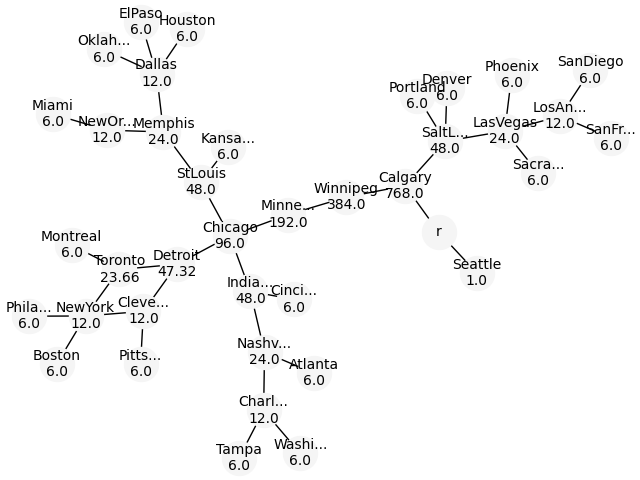 ElPaso
6.0
Houston
6.0
Oklah...
6.0
Dallas
12.0
Miami
6.0
NewOr...
12.0
Memphis
24.0
Kansa...
6.0
StLouis
48.0
Portland
6.0
Denver
6.0
Phoenix
6.0
SanDiego
6.0
SaltL...
48.0
LasVegas
24.0
LosAn...
12.0
SanFr...
6.0
Sacra...
6.0
Calgary
768.0
Winnipeg
384.0
Minne...
192.0
Chicago
96.0
r
Seattle
1.0
Montreal
6.0
Toronto
23.66
Detroit
47.32
India...
48.0
Cinci...
6.0
Phila...
6.0
NewYork
12.0
Cleve...
12.0
Boston
6.0
Pitts...
6.0
Nashv...
24.0
Atlanta
6.0
Charl...
12.0
Tampa
6.0
Washi...
6.0